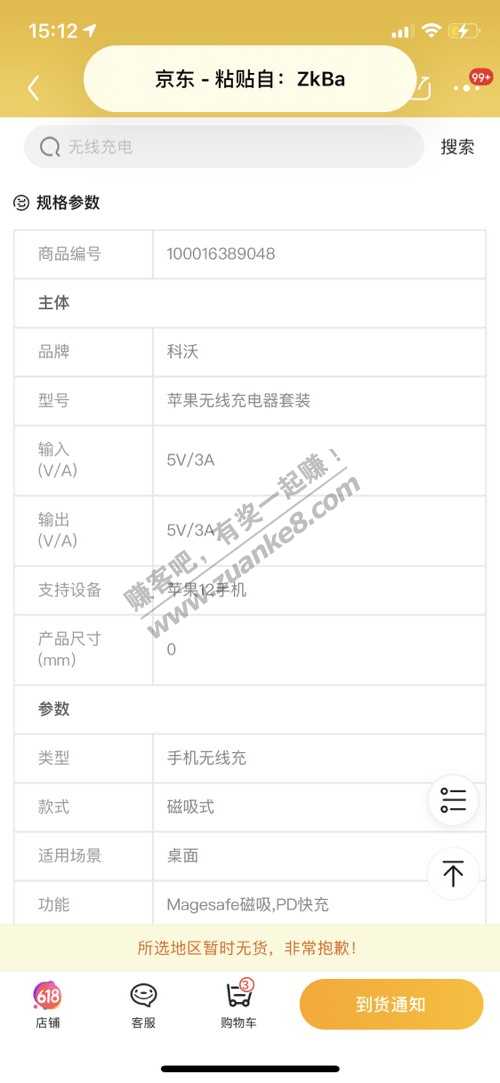 15:12
京东 - 粘贴自：ZkBa
99+
无线充电
搜索
规格参数
商品编号
100016389048
主体
品牌
科沃
型号
苹果无线充电器套装
输入
(V/A)
5V/3A
输出
(V/A)
5V/3A
支持设备
苹果12手机
产品尺寸
(mm)
0
赚客吧，有奖一起赚！
www.zuanke8.com
参数
类型
手机无线充
款式
磁吸式
适用场景
桌面
功能
Magesafe磁吸,PD快充
所选地区暂时无货，非常抱歉！
618
店铺
客服
3
购物车
到货通知